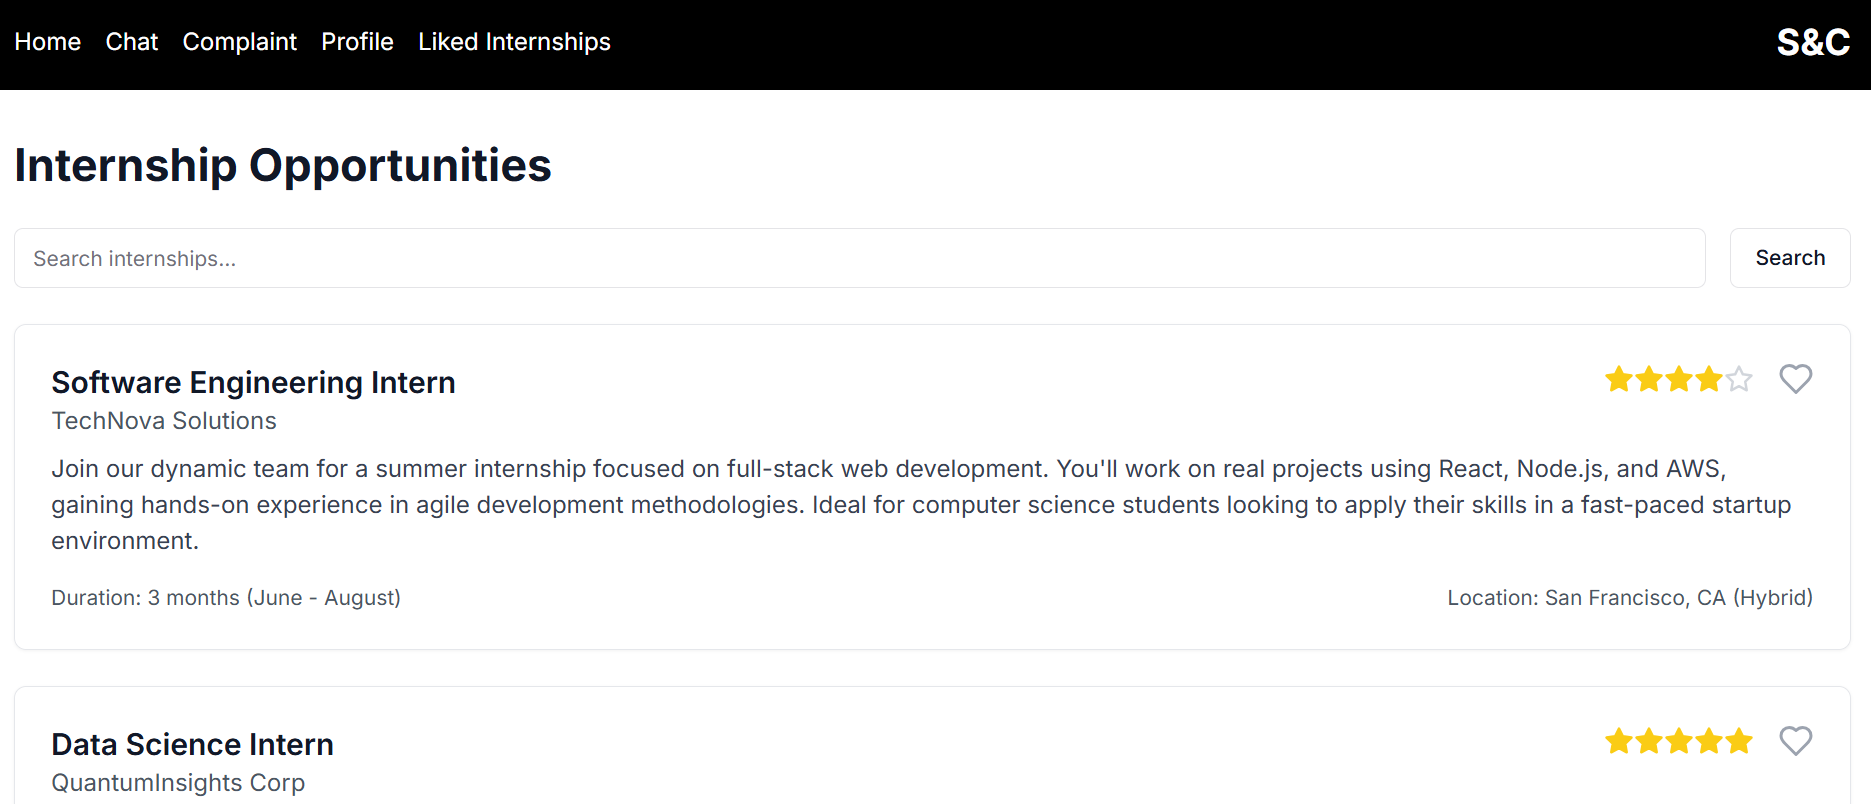 Home Chat Complaint Profile Liked Internships S&C
Internship Opportunities
Search internships... Search
Software Engineering Intern
TechNova Solutions
Join our dynamic team for a summer internship focused on full-stack web development. You'll work on real projects using React, Node.js, and AWS,
gaining hands-on experience in agile development methodologies. Ideal for computer science students looking to apply their skills in a fast-paced startup
environment.
Duration: 3 months (June - August) Location: San Francisco, CA (Hybrid)
Data Science Intern
QuantumInsights Corp